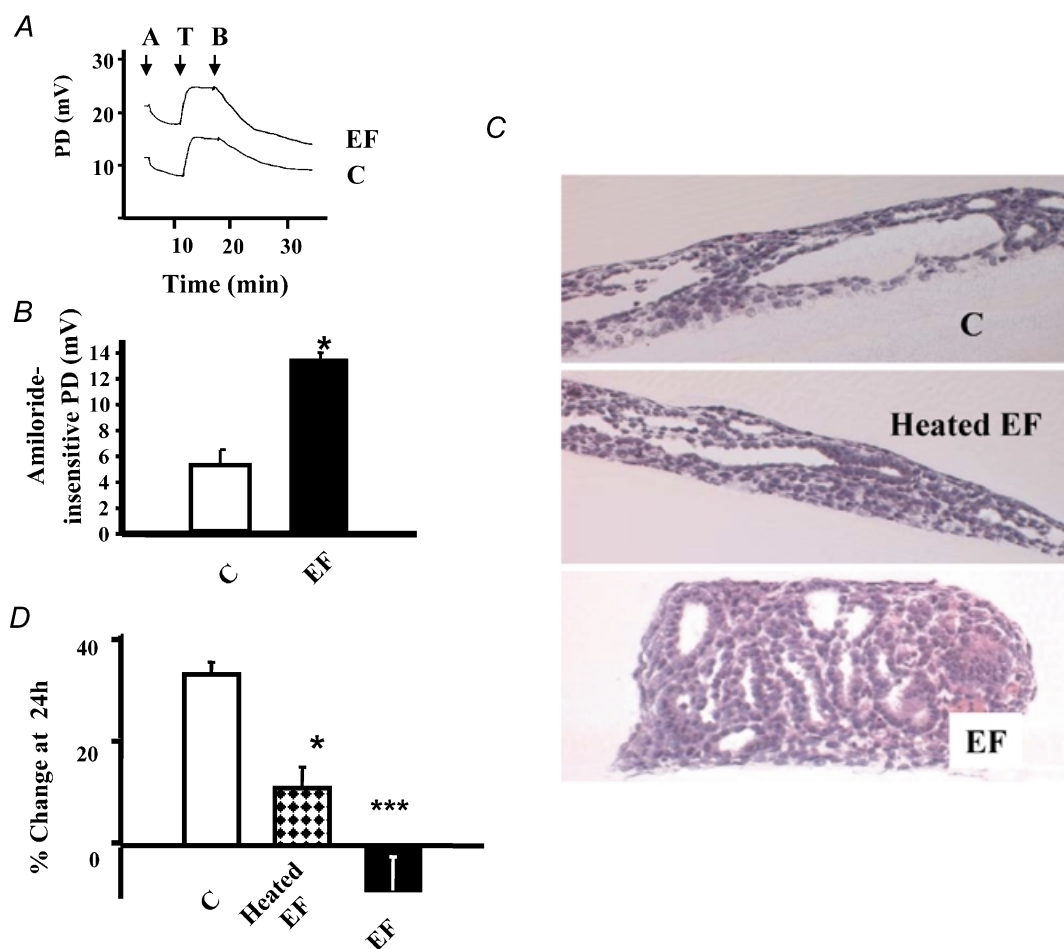 A
A T B
30
20
10
PD (mV)
EF
C
10 20 30
Time (min)
B
Amiloride-
insensitive PD (mV)
14
12
10
8
6
4
2
0
*
C
EF
C
C
Heated EF
EF
D
% Change at 24h
40
20
0
*
***
C
Heated
EF
EF